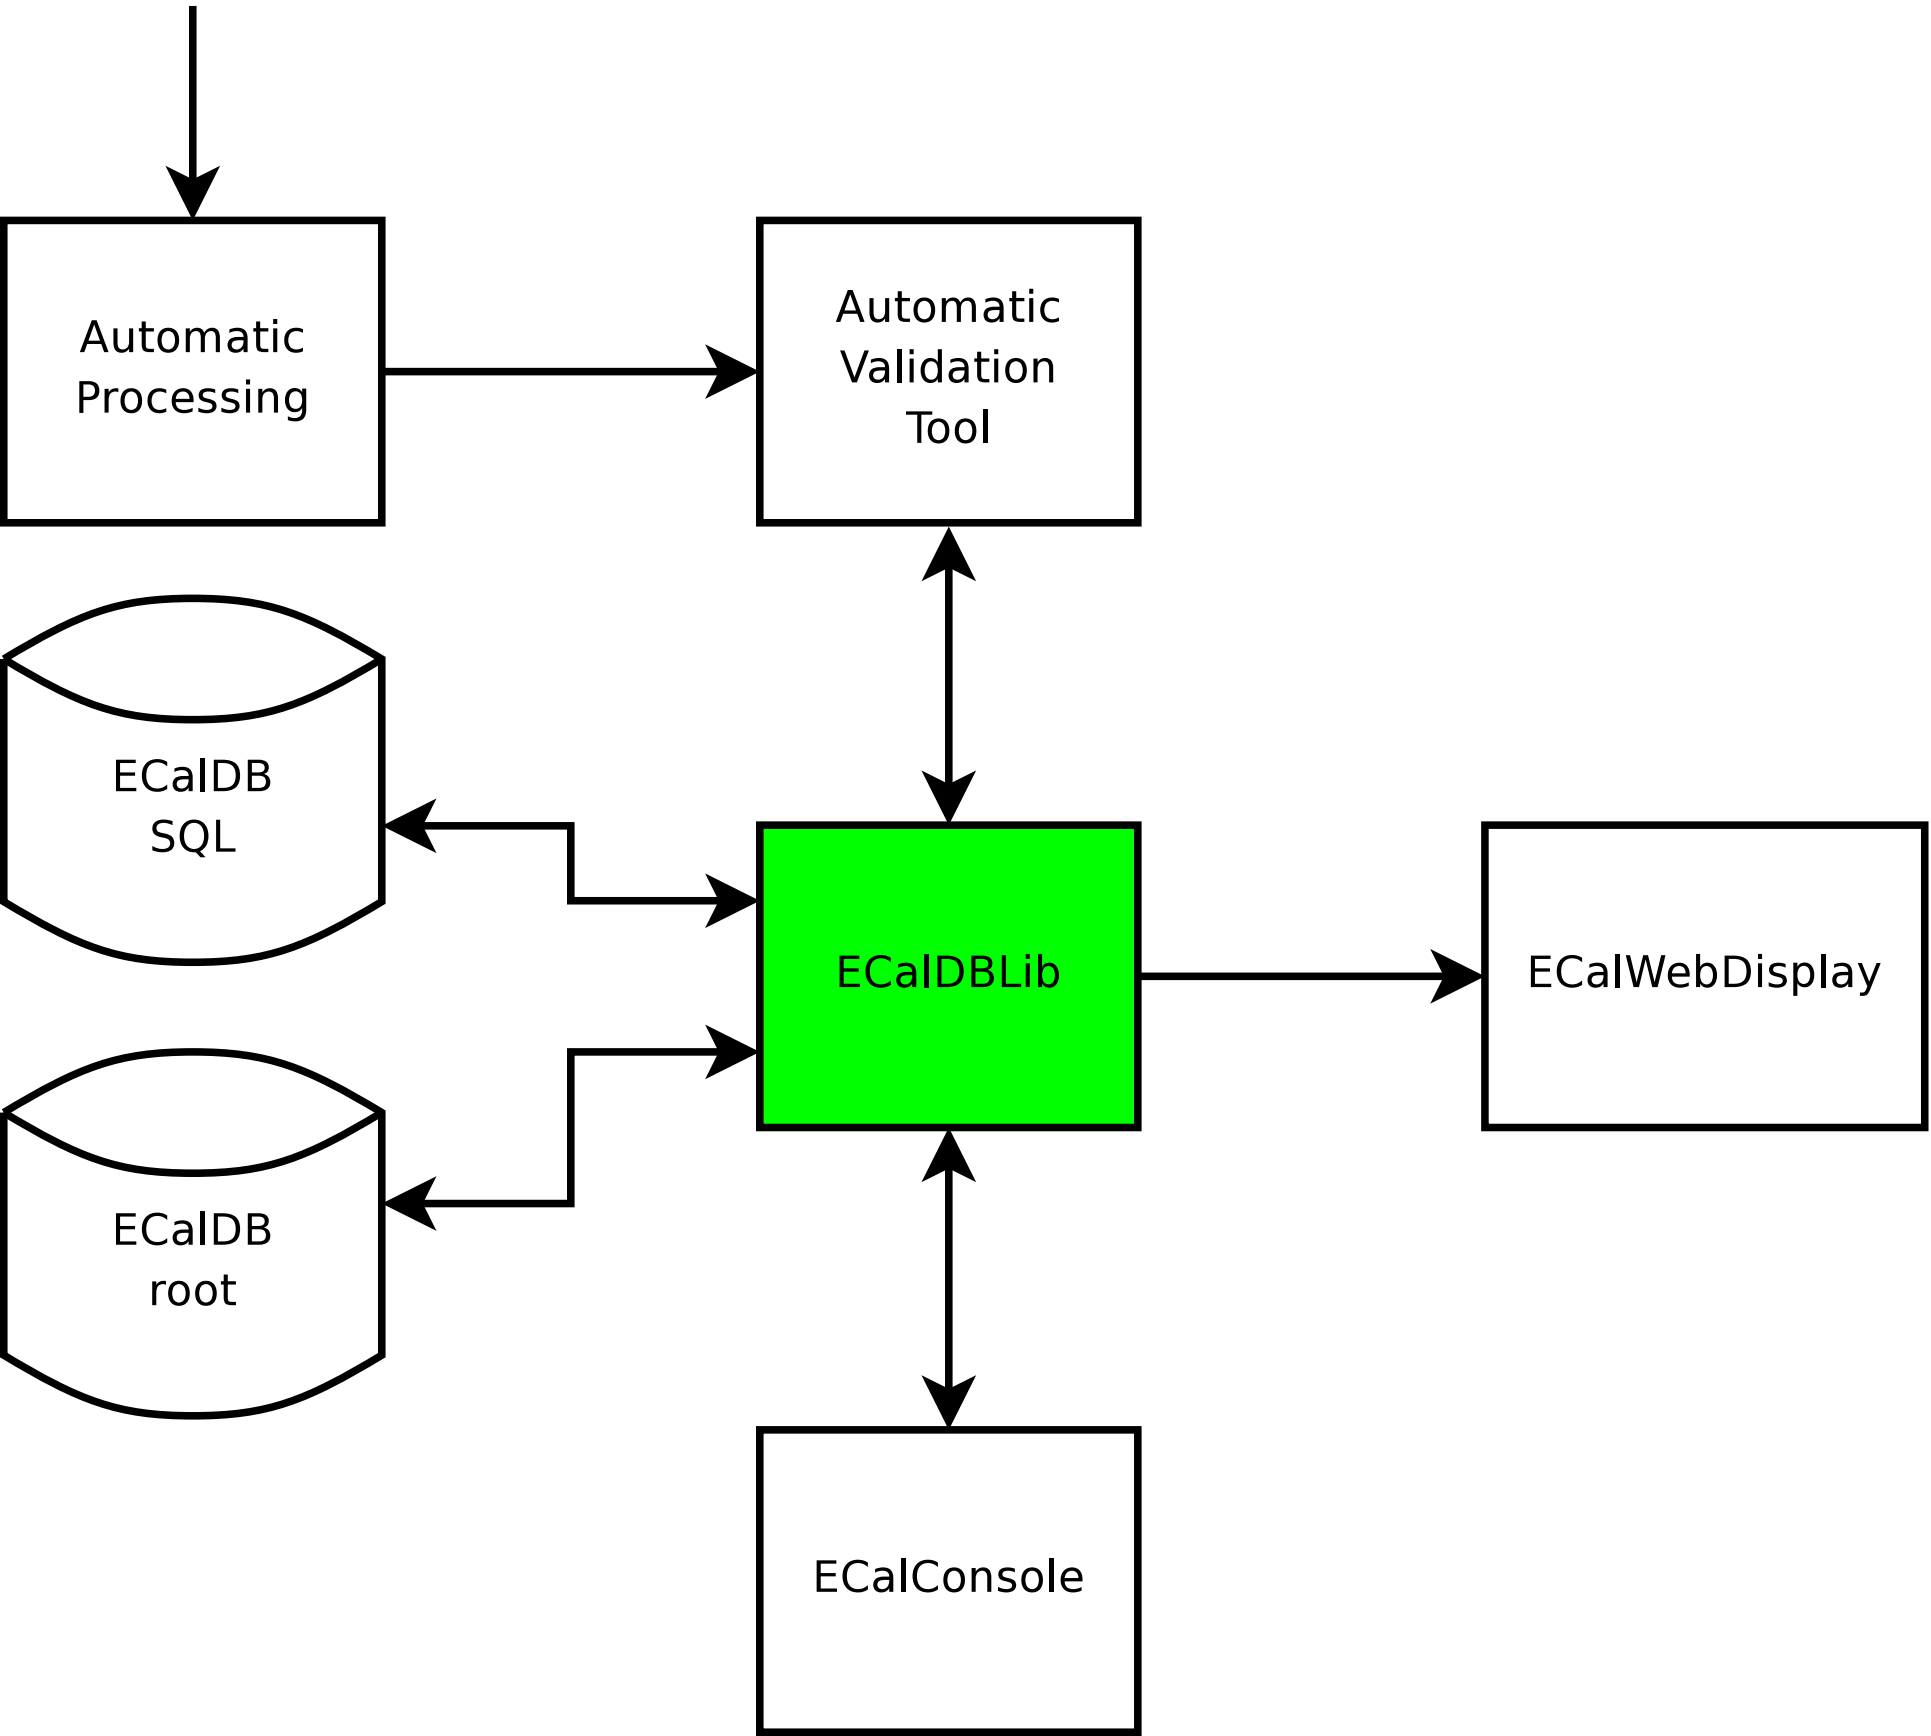 Automatic
Processing
Automatic
Validation
Tool
ECalDB
SQL
ECalDBLib
ECalWebDisplay
ECalDB
root
ECalConsole